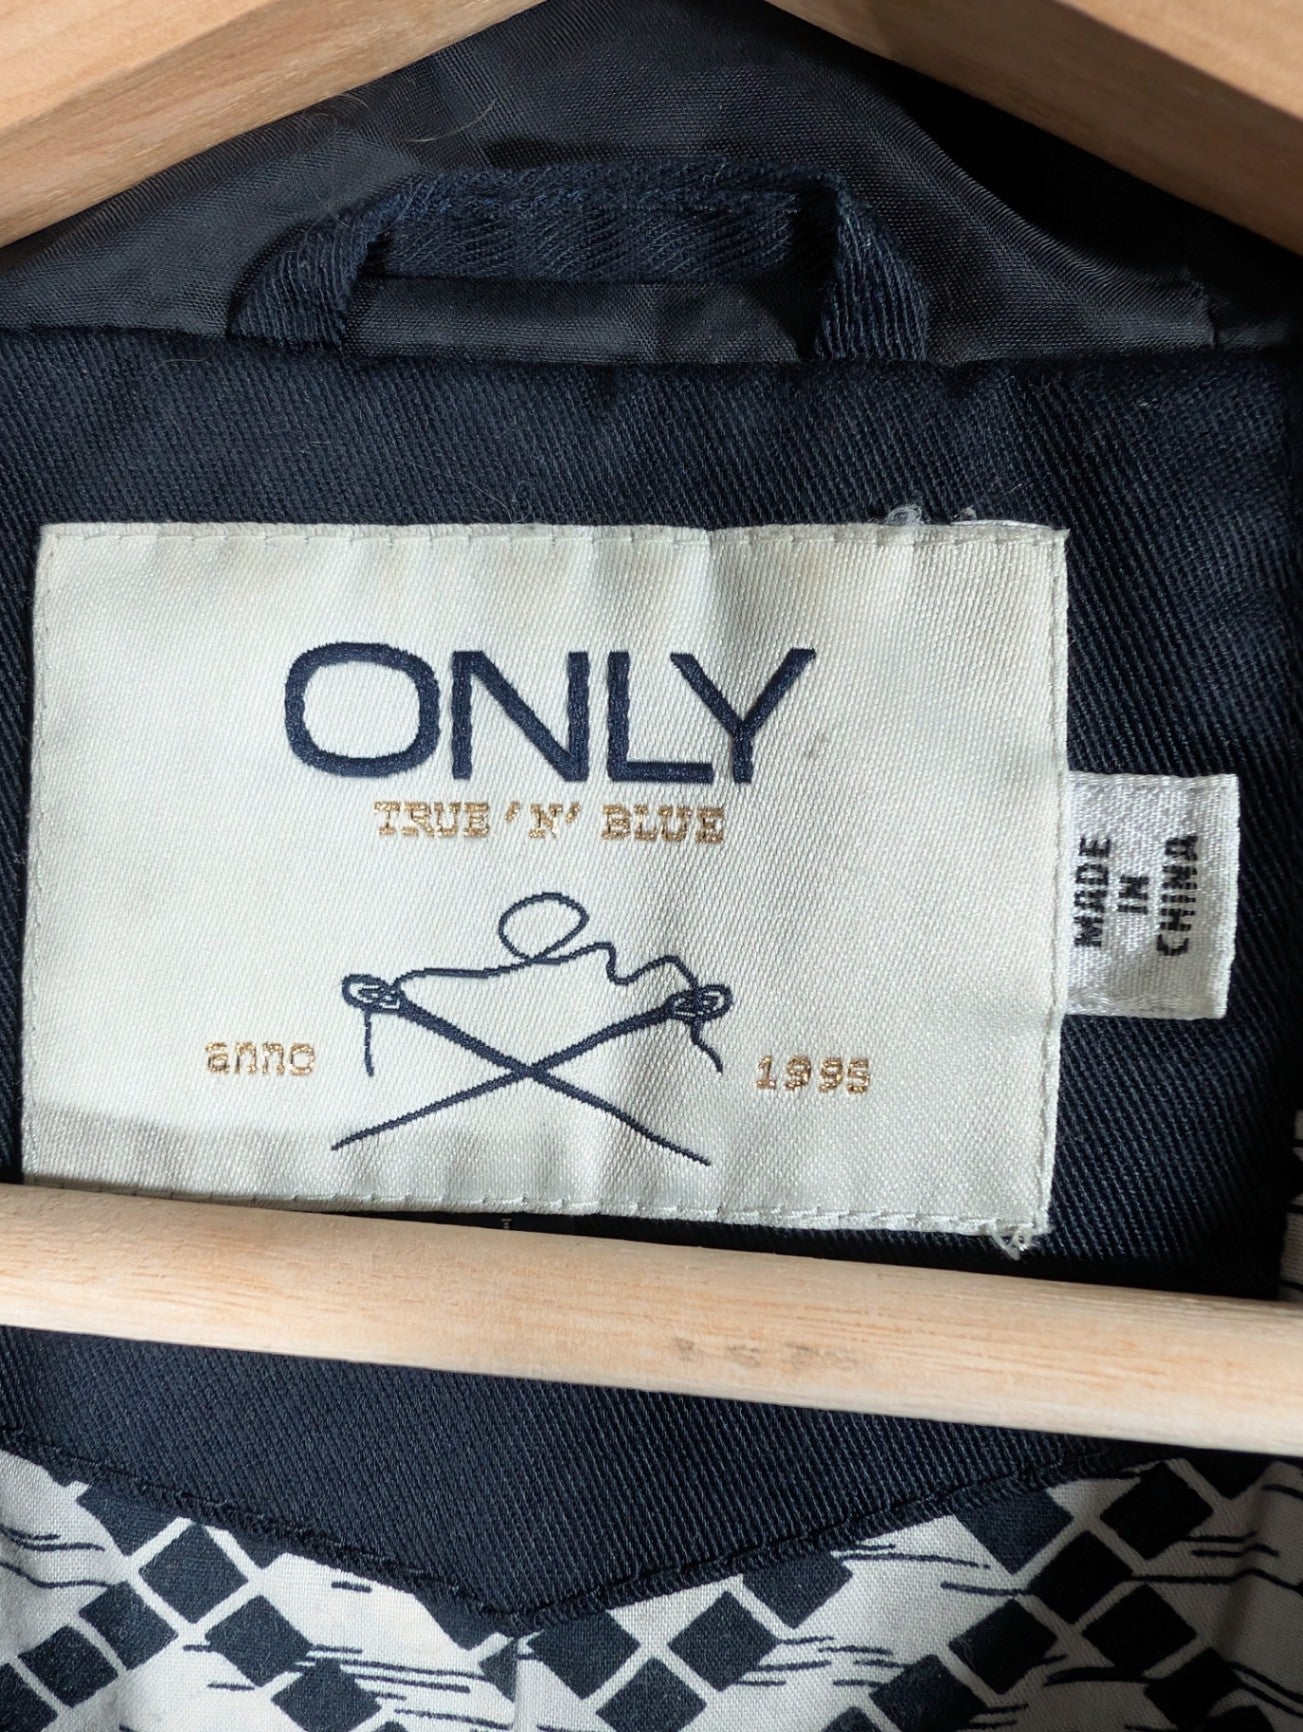 ONLY
TRUE 'N' BLUE
anno 1995
MADE
IN
CHINA